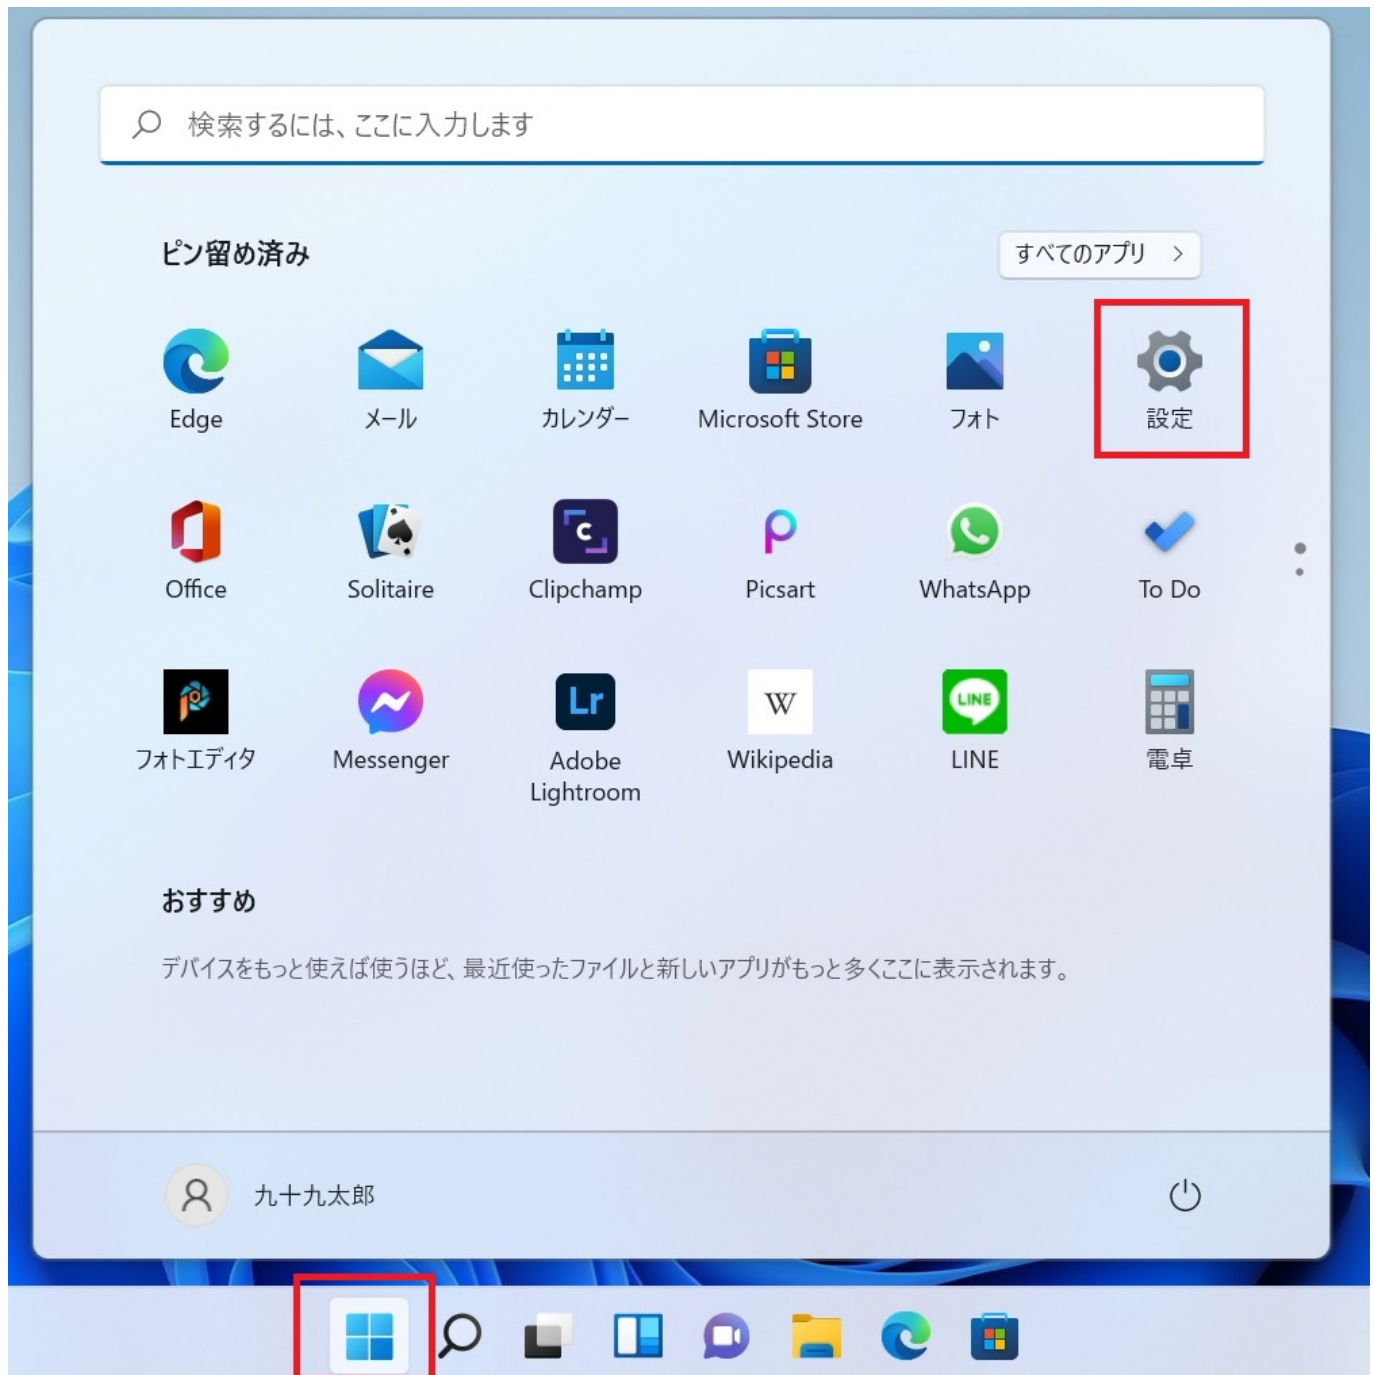 検索するには、ここに入力します
ピン留め済み
すべてのアプリ >
Edge
メール
カレンダー
Microsoft Store
フォト
設定
Office
Solitaire
Clipchamp
Picsart
WhatsApp
To Do
フォトエディタ
Messenger
Lr
Adobe
Lightroom
W
Wikipedia
LINE
LINE
電卓
おすすめ
デバイスをもっと使えば使うほど、最近使ったファイルと新しいアプリがもっと多くここに表示されます。
九十九太郎